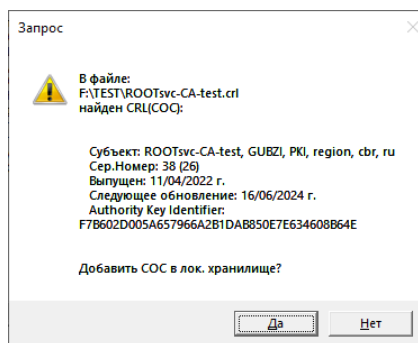 Запрос
В файле:
F:\TEST\ROOTsvc-CA-test.crl
найден CRL(СОС):
Субъект: ROOTsvc-CA-test, GUBZI, PKI, region, cbr, ru
Сер.Номер: 38 (26)
Выпущен: 11/04/2022 г.
Следующее обновление: 16/06/2024 г.
Authority Key Identifier:
F7B602D005A657966A2B1DAB850E7E634608B64E
Добавить СОС в лок. хранилище?
Да
Нет